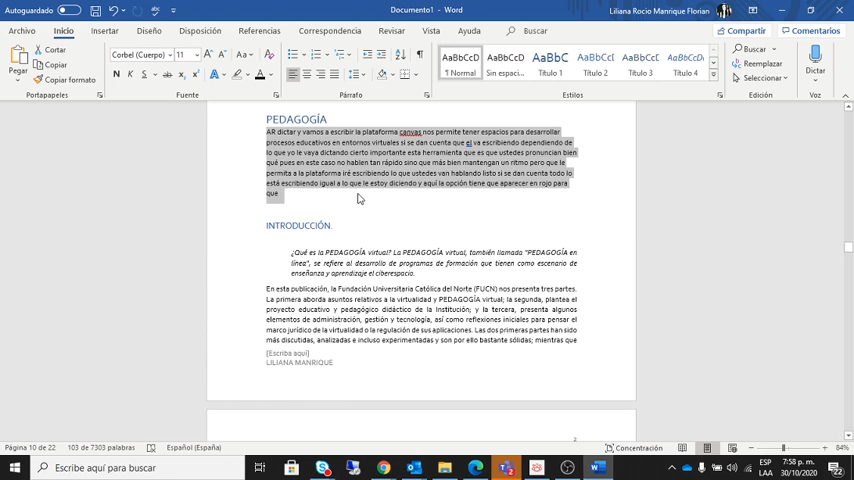 Autoguardado
Documento1 - Word
Liliana Rocio Manrique Florian
Archivo Inicio Insertar Diseño Disposición Referencias Correspondencia Revisar Vista Ayuda Buscar
Compartir Comentarios
Pegar
Cortar
Copiar
Copiar formato
Corbel (Cuerpo) 11
N K S
AaBbCcD AaBbCcD AaBbC AaBbCcI AaBbCcD AaBbCcDc
1 Normal Sin espaci... Título 1 Título 2 Título 3 Título 4
Buscar
Reemplazar
Seleccionar
Dictar
Portapapeles Fuente Párrafo Estilos Edición Voz
PEDAGOGÍA
AR dictar y vamos a escribir la plataforma canvas nos permite tener espacios para desarrollar
procesos educativos en entornos virtuales si se dan cuenta que el va escribiendo dependiendo de
lo que yo le vaya dictando cierto importante esta herramienta que es que ustedes pronuncian bien
qué pues en este caso no hablen tan rápido sino que más bien mantengan un ritmo pero que le
permita a la plataforma iré escribiendo lo que ustedes van hablando listo si se dan cuenta todo lo
está escribiendo igual a lo que le estoy diciendo y aquí la opción tiene que aparecer en rojo para
que
INTRODUCCIÓN.
¿Qué es la PEDAGOGÍA virtual? La PEDAGOGÍA virtual, también llamada "PEDAGOGÍA en
línea", se refiere al desarrollo de programas de formación que tienen como escenario de
enseñanza y aprendizaje el ciberespacio.
En esta publicación, la Fundación Universitaria Católica del Norte (FUCN) nos presenta tres partes.
La primera aborda asuntos relativos a la virtualidad y PEDAGOGÍA virtual; la segunda, plantea el
proyecto educativo y pedagógico didáctico de la Institución; y la tercera, presenta algunos
elementos de administración, gestión y tecnología, así como reflexiones iniciales para pensar el
marco jurídico de la virtualidad o la regulación de sus aplicaciones. Las dos primeras partes han sido
más discutidas, analizadas e incluso experimentadas y son por ello bastante sólidas; mientras que
[Escriba aquí]
LILIANA MANRIQUE
2
Página 10 de 22 103 de 7303 palabras Español (España) Concentración 84%
Escribe aquí para buscar
ESP
LAA
7:58 p. m.
30/10/2020
22